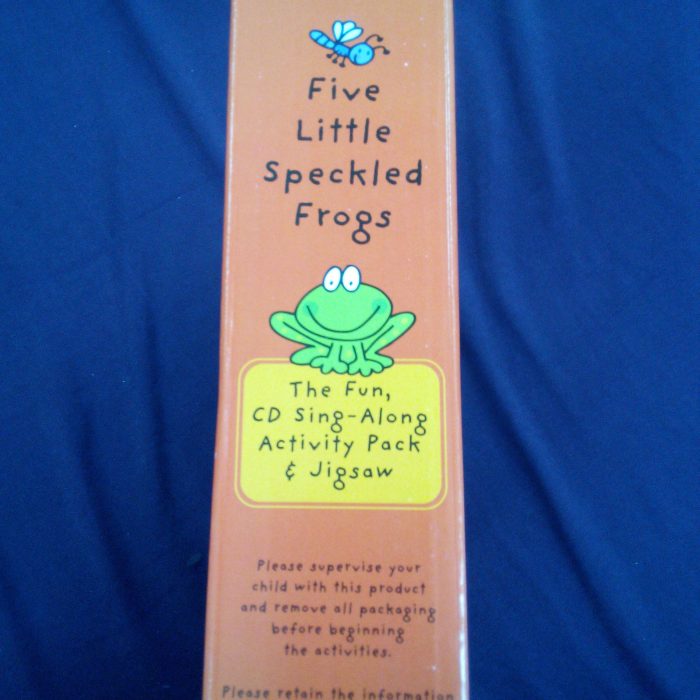 Five
Little
Speckled
Frogs
The Fun,
CD Sing-Along
Activity Pack
& Jigsaw
Please supervise your
child with this product
and remove all packaging
before beginning
the activities.
Please retain the information